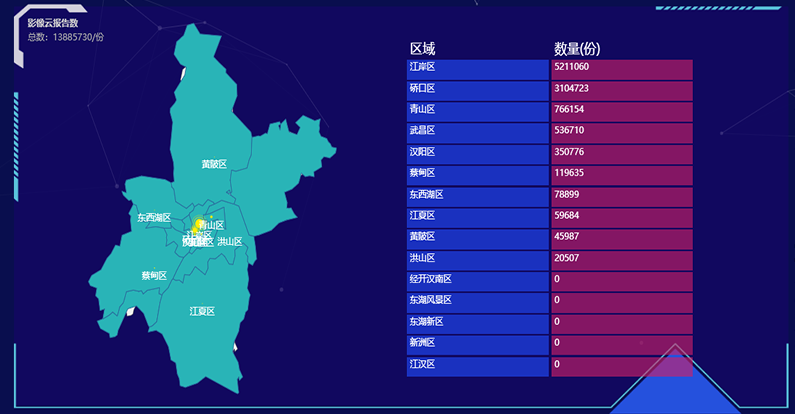 影像云报告数
总数：13885730/份
黄陂区
东西湖区
青山区
江岸区
洪山区
蔡甸区
江夏区
区域 数量(份)
江岸区 5211060
硚口区 3104723
青山区 766154
武昌区 536710
汉阳区 350776
蔡甸区 119635
东西湖区 78899
江夏区 59684
黄陂区 45987
洪山区 20507
经开汉南区 0
东湖风景区 0
东湖新区 0
新洲区 0
江汉区 0